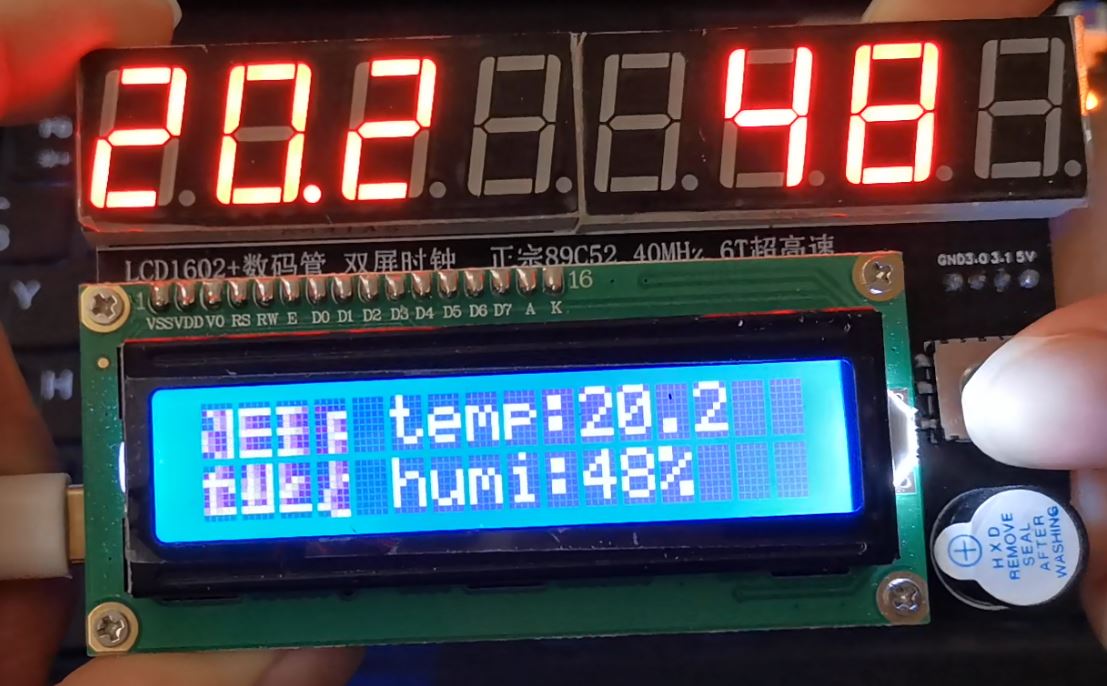 20.2 48
LCD1602+数码管 双屏时钟 正宗89C52 40MHz 6T超高速
GND3.0 3.1 5V
1 16
VSS VDD V0 RS RW E D0 D1 D2 D3 D4 D5 D6 D7 A K
temp:20.2
humi:48%
Y
H
HXD
REMOVE
SEAL
AFTER
WASHING